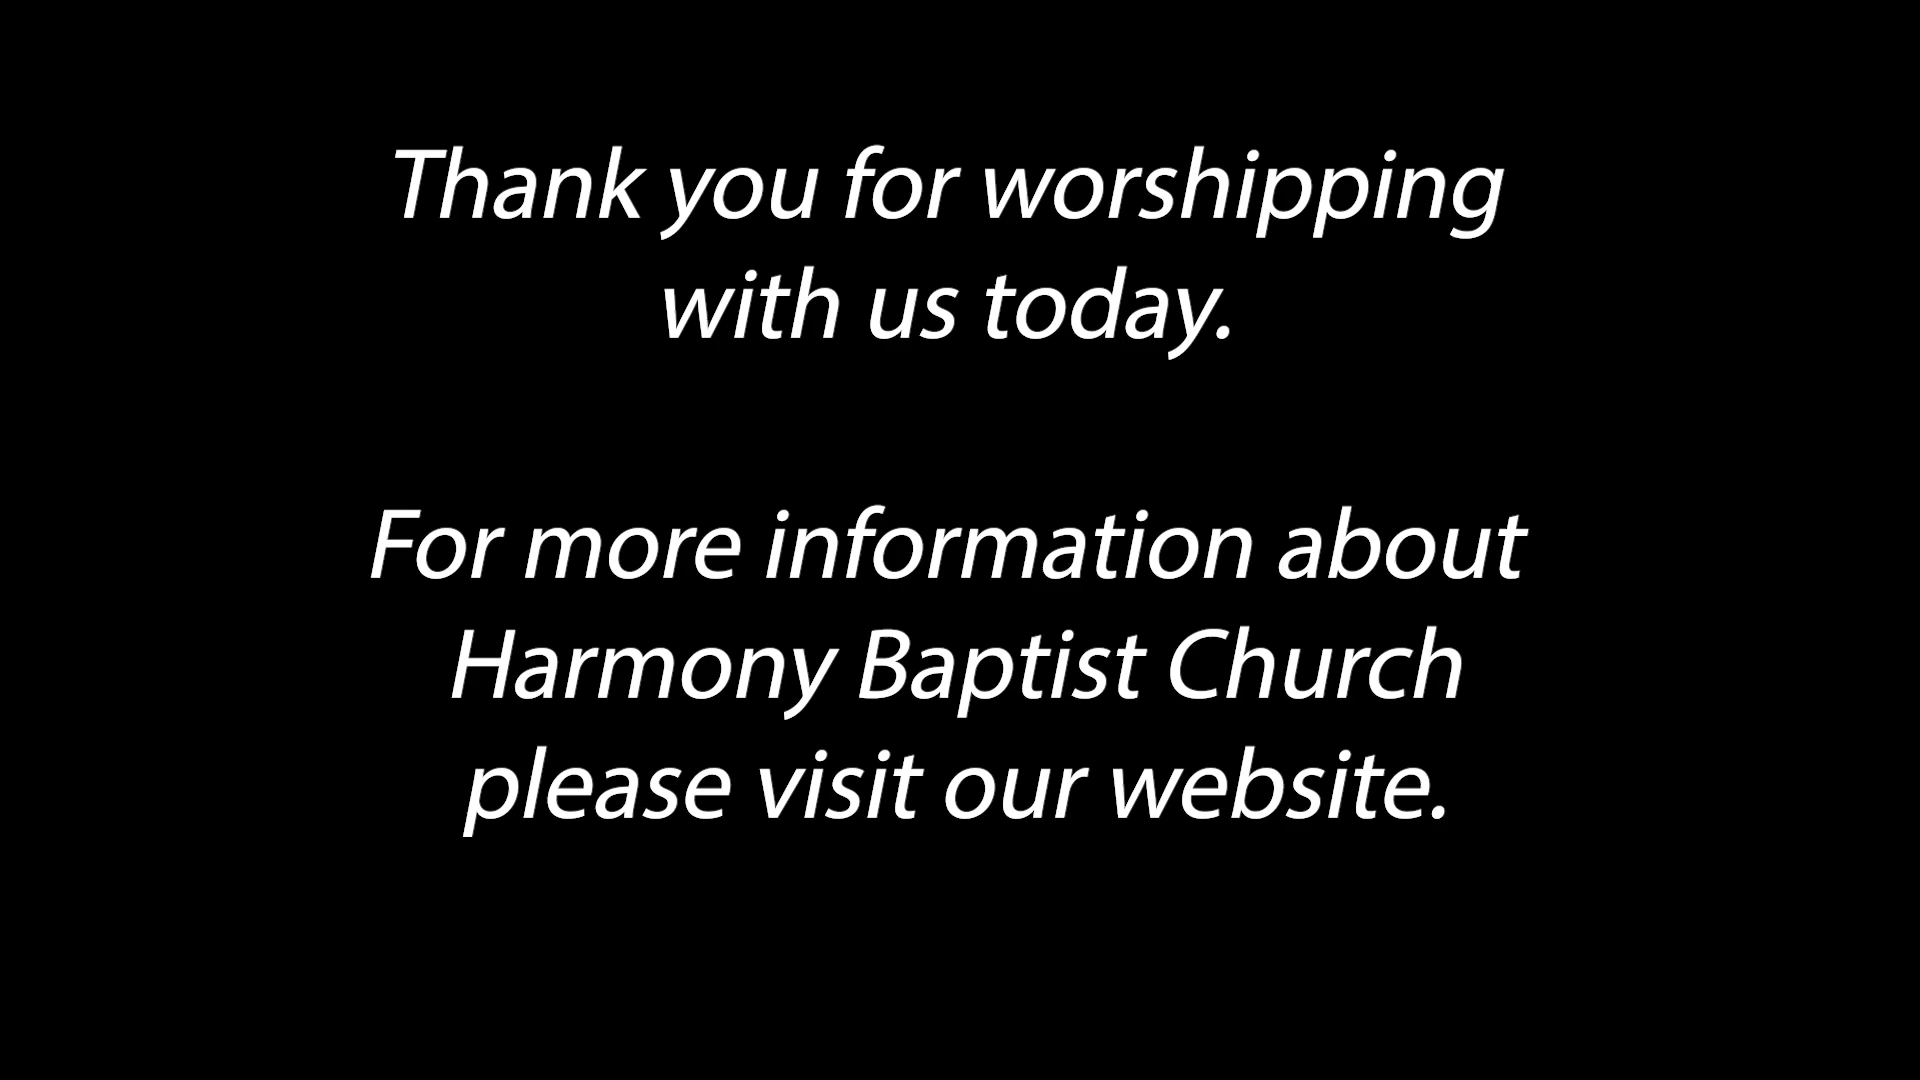 Thank you for worshipping
with us today.
For more information about
Harmony Baptist Church
please visit our website.